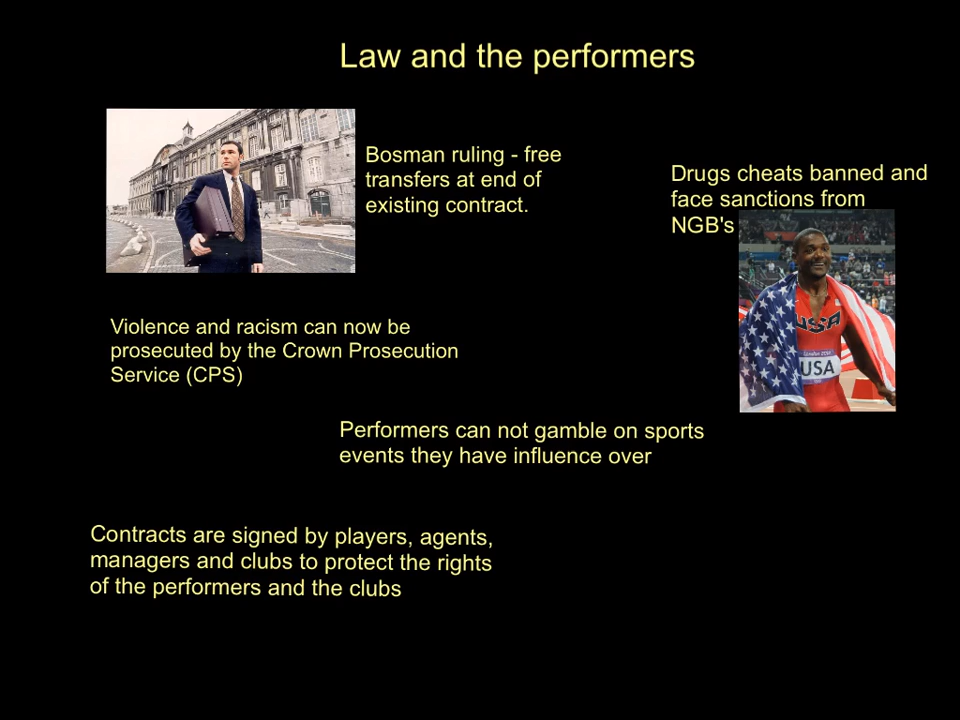 Law and the performers
Bosman ruling - free
transfers at end of
existing contract.
Drugs cheats banned and
face sanctions from
NGB's
USA
USA
Violence and racism can now be
prosecuted by the Crown Prosecution
Service (CPS)
Performers can not gamble on sports
events they have influence over
Contracts are signed by players, agents,
managers and clubs to protect the rights
of the performers and the clubs